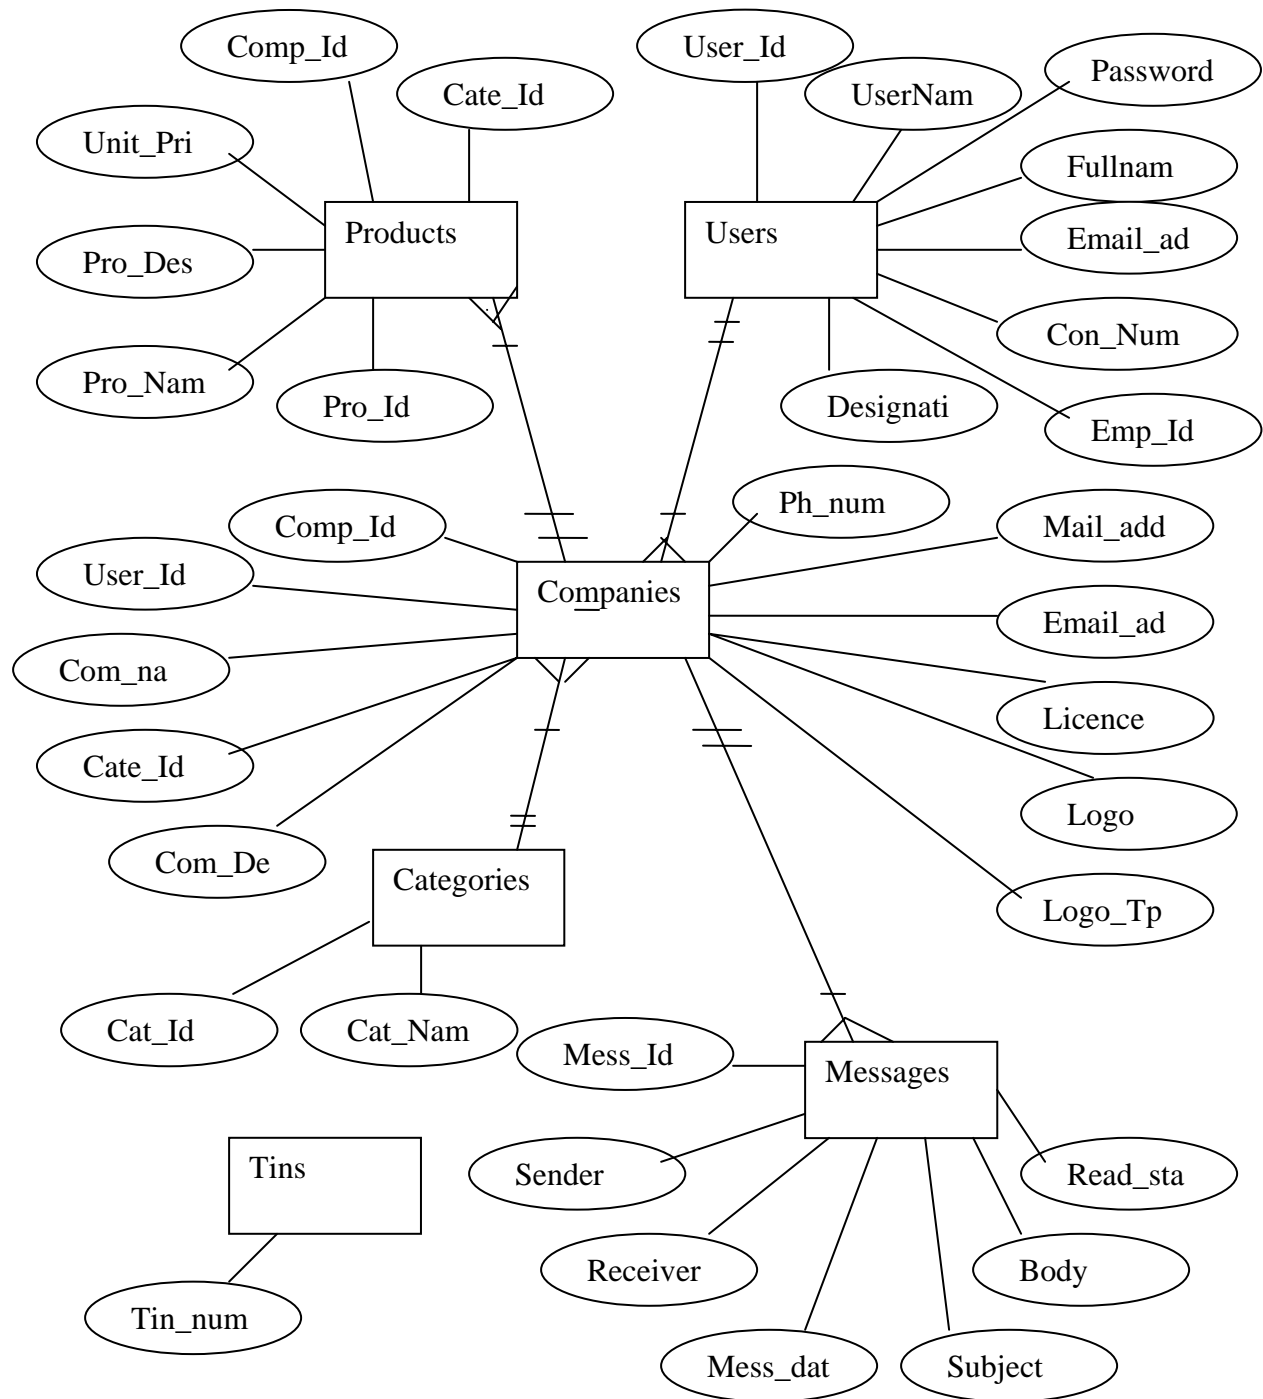 Comp_Id
User_Id
Password
Cate_Id
UserNam
Unit_Pri
Fullnam
Products
Users
Email_ad
Pro_Des
Con_Num
Pro_Nam
Pro_Id
Designati
Emp_Id
Ph_num
Comp_Id
Mail_add
User_Id
Companies
Email_ad
Com_na
Licence
Cate_Id
Logo
Com_De
Categories
Logo_Tp
Cat_Id
Cat_Nam
Mess_Id
Messages
Tins
Sender
Read_sta
Receiver
Body
Tin_num
Mess_dat
Subject